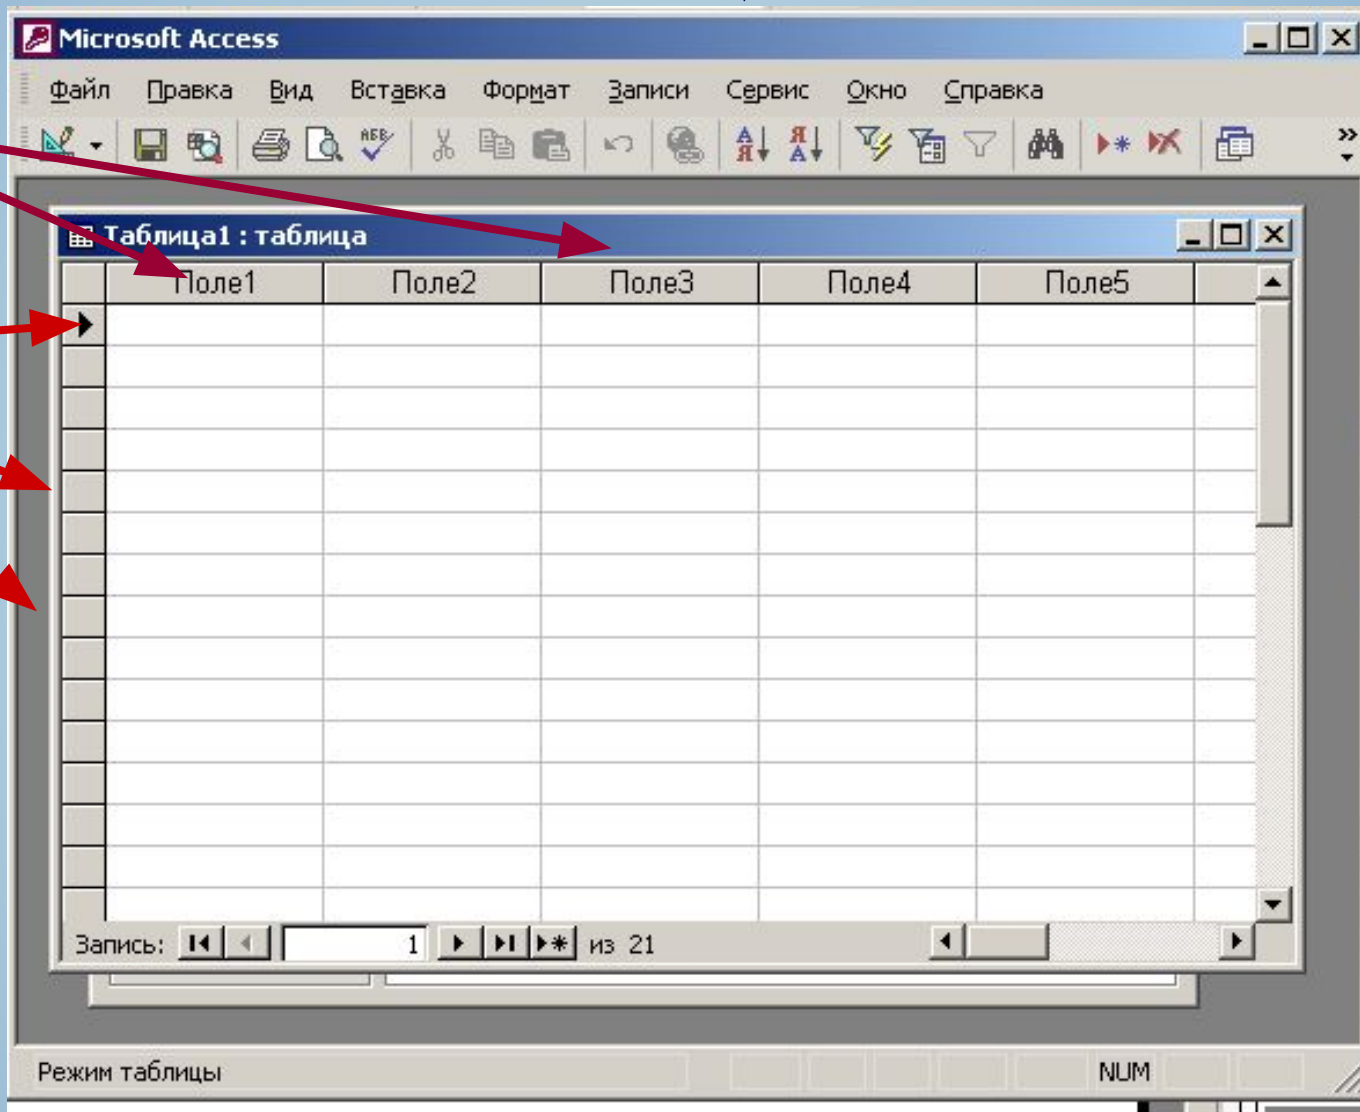 Microsoft Access
Файл Правка Вид Вставка Формат Записи Сервис Окно Справка
Таблица1 : таблица
Поле1 Поле2 Поле3 Поле4 Поле5
Запись: 1 из 21
Режим таблицы NUM